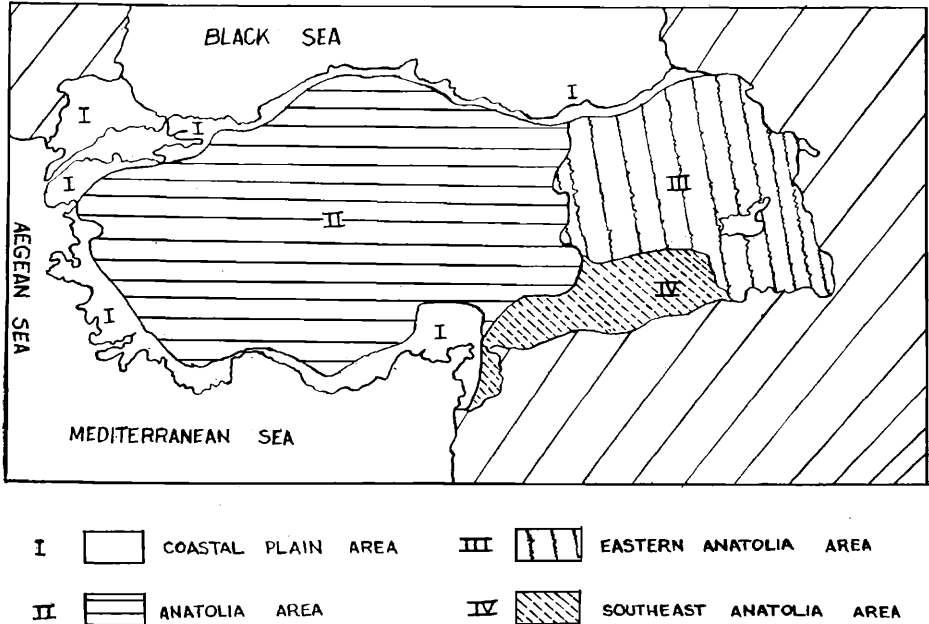 BLACK SEA
I
I
I
I
III
II
AEGEAN SEA
IV
I
I
MEDITERRANEAN SEA
I COASTAL PLAIN AREA
III EASTERN ANATOLIA AREA
II ANATOLIA AREA
IV SOUTHEAST ANATOLIA AREA